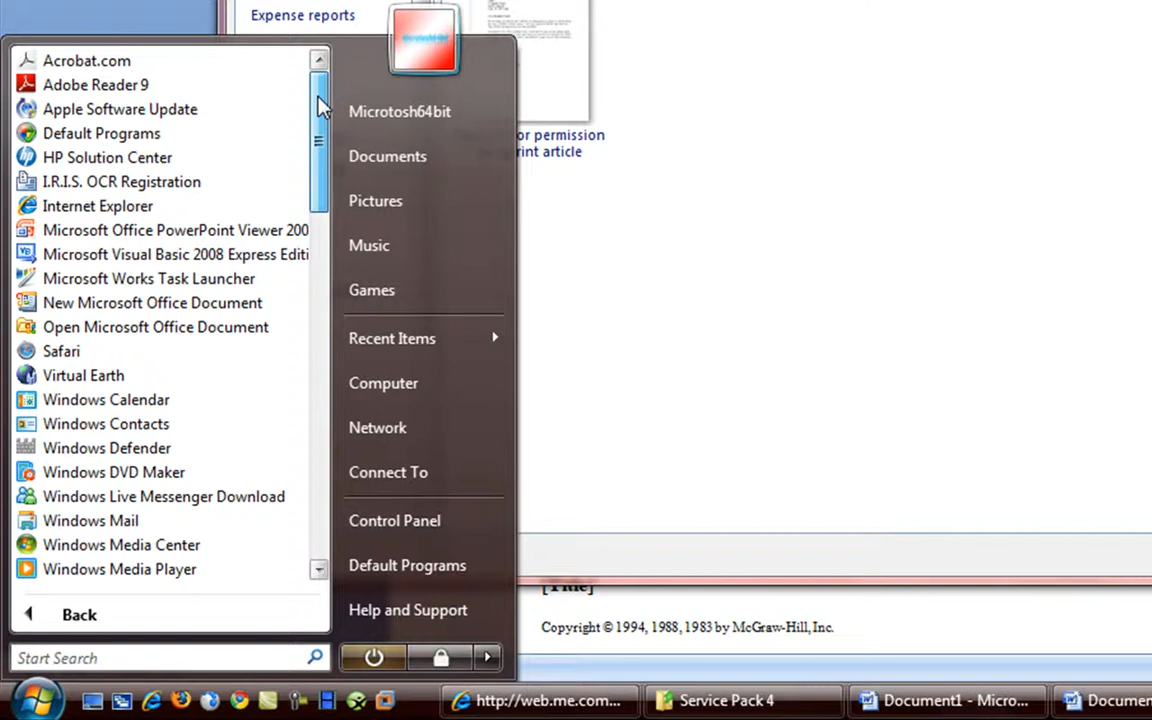 Expense reports
Acrobat.com
Adobe Reader 9
Apple Software Update
Default Programs
HP Solution Center
I.R.I.S. OCR Registration
Internet Explorer
Microsoft Office PowerPoint Viewer 200
Microsoft Visual Basic 2008 Express Editi
Microsoft Works Task Launcher
New Microsoft Office Document
Open Microsoft Office Document
Safari
Virtual Earth
Windows Calendar
Windows Contacts
Windows Defender
Windows DVD Maker
Windows Live Messenger Download
Windows Mail
Windows Media Center
Windows Media Player
Back
Start Search
Microtosh64bit
Documents
Pictures
Music
Games
Recent Items
Computer
Network
Connect To
Control Panel
Default Programs
Help and Support
or permission
rint article
[Title]
Copyright © 1994, 1988, 1983 by McGraw-Hill, Inc.
http://web.me.com...
Service Pack 4
Document1 - Micro...
Docume